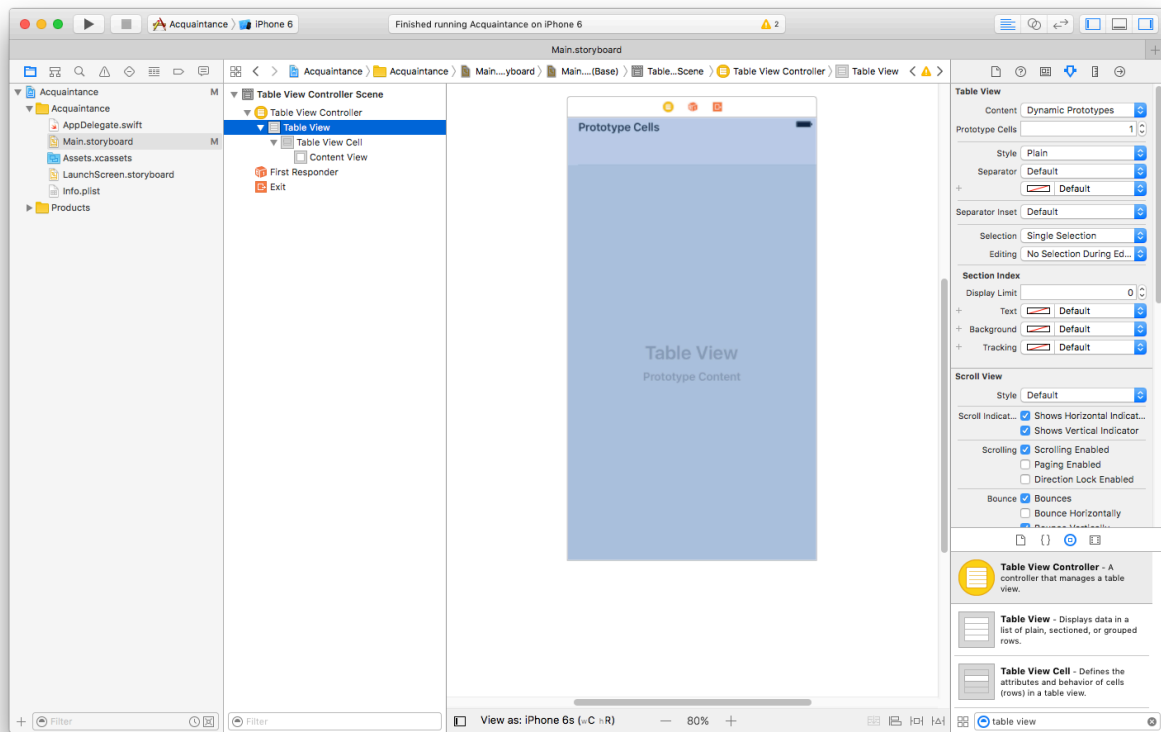 Acquaintance iPhone 6
Finished running Acquaintance on iPhone 6
2
Main.storyboard
Acquaintance Acquaintance Main....yboard Main....(Base) Table...Scene Table View Controller Table View
Acquaintance M
Acquaintance
AppDelegate.swift
Main.storyboard M
Assets.xcassets
LaunchScreen.storyboard
Info.plist
Products
Filter
Table View Controller Scene
Table View Controller
Table View
Table View Cell
Content View
First Responder
Exit
Filter
Prototype Cells
Table View
Prototype Content
View as: iPhone 6s (wC hR)
— 80% +
Table View
Content Dynamic Prototypes
Prototype Cells 1
Style Plain
Separator Default
+ Default
Separator Inset Default
Selection Single Selection
Editing No Selection During Ed...
Section Index
Display Limit 0
+ Text Default
+ Background Default
+ Tracking Default
Scroll View
Style Default
Scroll Indicat... Shows Horizontal Indicat...
Shows Vertical Indicator
Scrolling Scrolling Enabled
Paging Enabled
Direction Lock Enabled
Bounce Bounces
Bounce Horizontally
Bounce Vertically
{}
Table View Controller - A
controller that manages a table
view.
Table View - Displays data in a
list of plain, sectioned, or grouped
rows.
Table View Cell - Defines the
attributes and behavior of cells
(rows) in a table view.
table view